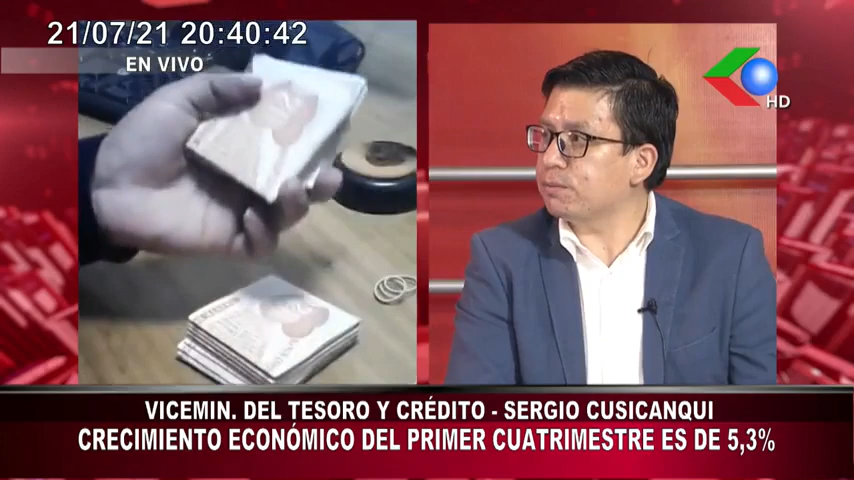 21/07/21 20:40:42
EN VIVO
HD
VICEMIN. DEL TESORO Y CRÉDITO - SERGIO CUSICANQUI
CRECIMIENTO ECONÓMICO DEL PRIMER CUATRIMESTRE ES DE 5,3%